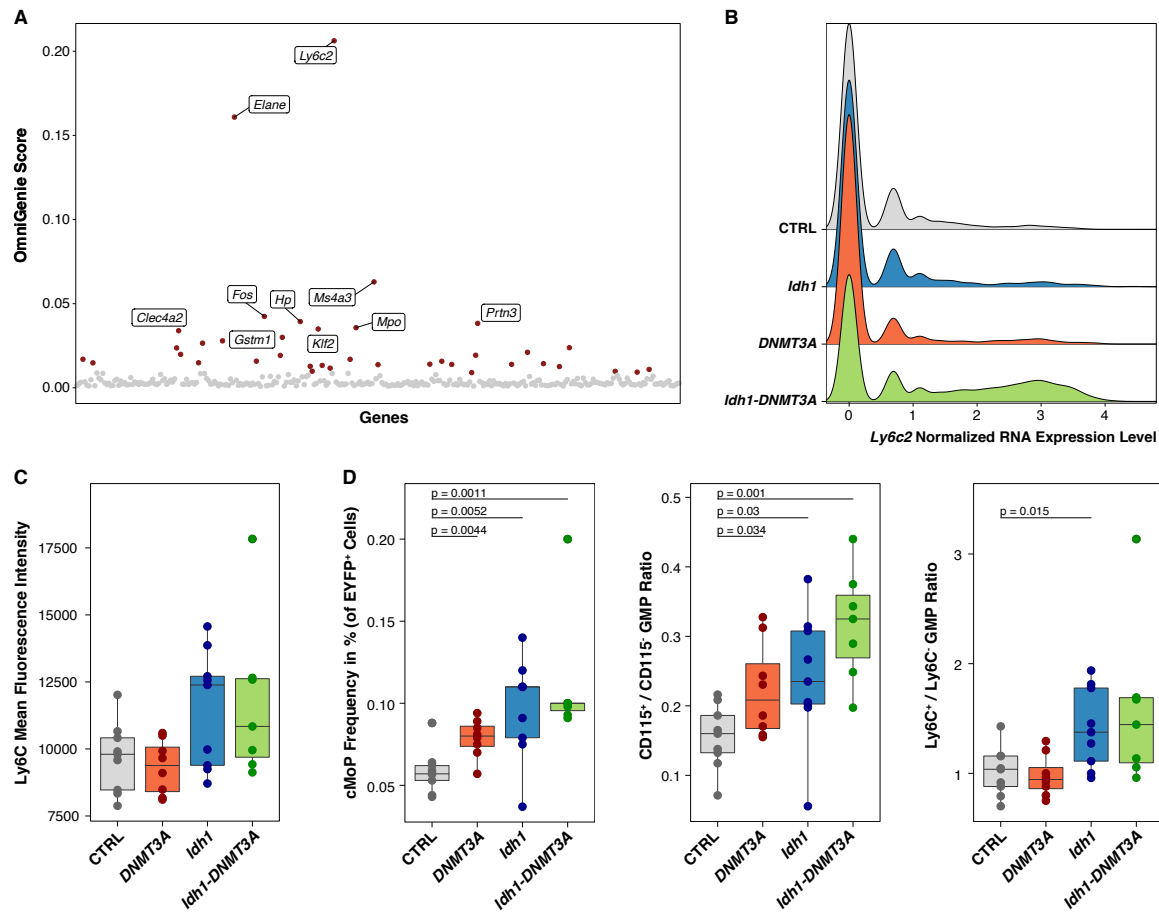 A
OmniGenie Score
0.20
0.15
0.10
0.05
0.00
Ly6c2
Elane
Fos
Hp
Ms4a3
Clec4a2
Gstm1
Klf2
Mpo
Prtn3
Genes
B
CTRL
Idh1
DNMT3A
Idh1-DNMT3A
0 1 2 3 4
Ly6c2 Normalized RNA Expression Level
C
Ly6C Mean Fluorescence Intensity
17500
15000
12500
10000
7500
CTRL DNMT3A Idh1 Idh1-DNMT3A
D
cMoP Frequency in % (of EYFP⁺ Cells)
0.20
0.15
0.10
0.05
p = 0.0011
p = 0.0052
p = 0.0044
CTRL DNMT3A Idh1 Idh1-DNMT3A
CD115⁺ / CD115⁻ GMP Ratio
0.5
0.4
0.3
0.2
0.1
p = 0.001
p = 0.03
p = 0.034
CTRL DNMT3A Idh1 Idh1-DNMT3A
Ly6C⁺ / Ly6C⁻ GMP Ratio
3
2
1
p = 0.015
CTRL DNMT3A Idh1 Idh1-DNMT3A